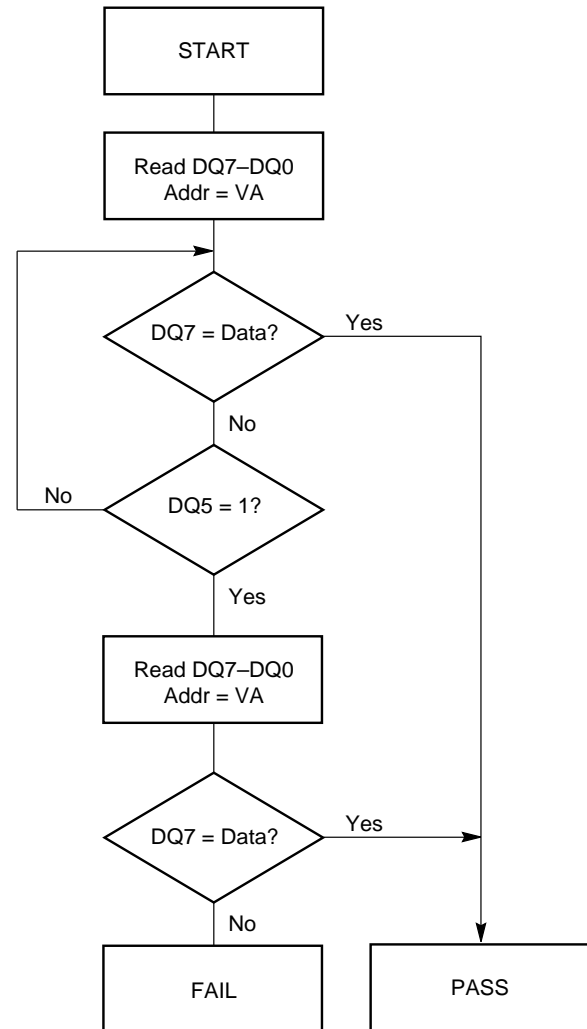 START
Read DQ7–DQ0
Addr = VA
DQ7 = Data?
Yes
No
No
DQ5 = 1?
Yes
Read DQ7–DQ0
Addr = VA
DQ7 = Data?
Yes
No
FAIL
PASS